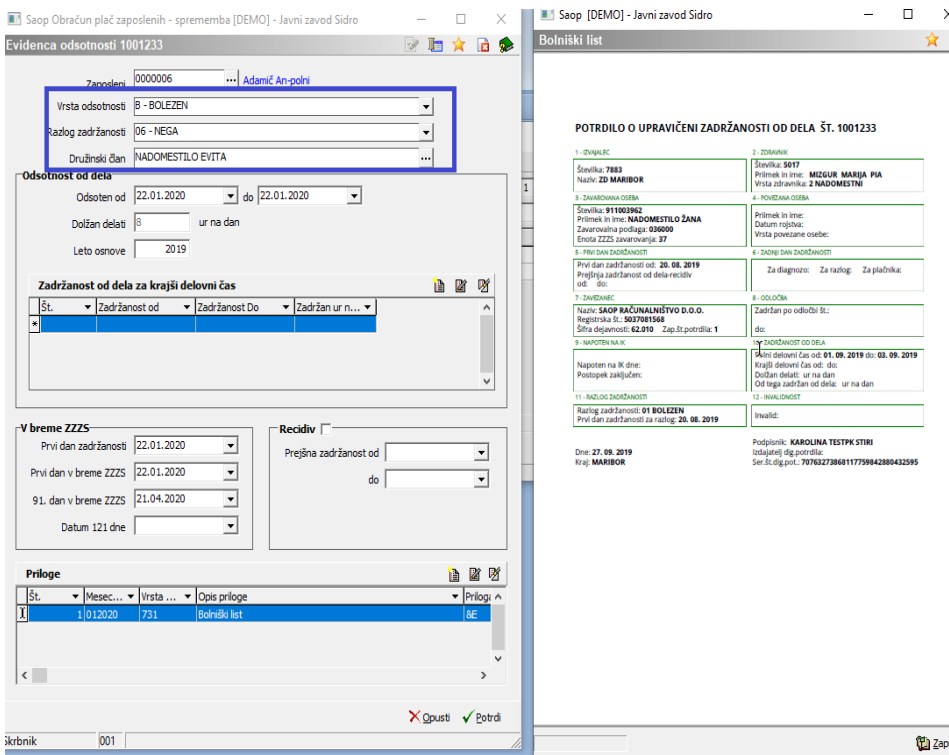 Saop Obračun plač zaposlenih - sprememba [DEMO] - Javni zavod Sidro
Evidenca odsotnosti 1001233
Zaposleni 0000006 ... Adamič An-polni
Vrsta odsotnosti B - BOLEZEN
Razlog zadržanosti 06 - NEGA
Družinski član NADOMESTILO EVITA ...
Odsotnost od dela
Odsoten od 22.01.2020 do 22.01.2020
Dolžan delati 8 ur na dan
Leto osnove 2019
Zadržanost od dela za krajši delovni čas
Št. Zadržanost od Zadržanost Do Zadržan ur n...
*
V breme ZZZS
Prvi dan zadržanosti 22.01.2020
Prvi dan v breme ZZZS 22.01.2020
91. dan v breme ZZZS 21.04.2020
Datum 121 dne
Recidiv
Prejšna zadržanost od
do
Priloge
Št. Mesec... Vrsta ... Opis priloge Priloga
1 012020 731 Bolniški list &E
Opusti Potrdi
Skrbnik 001
Saop [DEMO] - Javni zavod Sidro
Bolniški list
1
POTRDILO O UPRAVIČENI ZADRŽANOSTI OD DELA ŠT. 1001233
1 - IZVAJALEC
Številka: 7883
Naziv: ZD MARIBOR
2 - ZDRAVNIK
Številka: 5017
Priimek in ime: MIZGUR MARIJA PIA
Vrsta zdravnika: 2 NADOMESTNI
3 - ZAVAROVANA OSEBA
Številka: 911003962
Priimek in ime: NADOMESTILO ŽANA
Zavarovalna podlaga: 036000
Enota ZZZS zavarovanja: 37
4 - POVEZANA OSEBA
Priimek in ime:
Datum rojstva:
Vrsta povezane osebe:
5 - PRVI DAN ZADRŽANOSTI
Prvi dan zadržanosti od: 20. 08. 2019
Prejšnja zadržanost od dela-recidiv
od: do:
6 - ZADNJI DAN ZADRŽANOSTI
Za diagnozo: Za razlog: Za plačnika:
7 - ZAVEZANEC
Naziv: SAOP RAČUNALNIŠTVO D.O.O.
Registrska št.: 5037081568
Šifra dejavnosti: 62.010 Zap.št.potrdila: 1
8 - ODLOČBA
Zadržan po odločbi št.:
do:
9 - NAPOTEN NA IK
Napoten na IK dne:
Postopek zaključen:
10 - ZADRŽANOST OD DELA
Polni delovni čas od: 01. 09. 2019 do: 03. 09. 2019
Krajši delovni čas od: do:
Dolžan delati: ur na dan
Od tega zadržan od dela: ur na dan
11 - RAZLOG ZADRŽANOSTI
Razlog zadržanosti: 01 BOLEZEN
Prvi dan zadržanosti za razlog: 20. 08. 2019
12 - INVALIDNOST
Invalid:
Dne: 27. 09. 2019
Kraj: MARIBOR
Podpisnik: KAROLINA TESTPK STIRI
Izdajatelj dig.potrdila:
Ser.št.dig.pot.: 70763273868117759842880432595
Zap